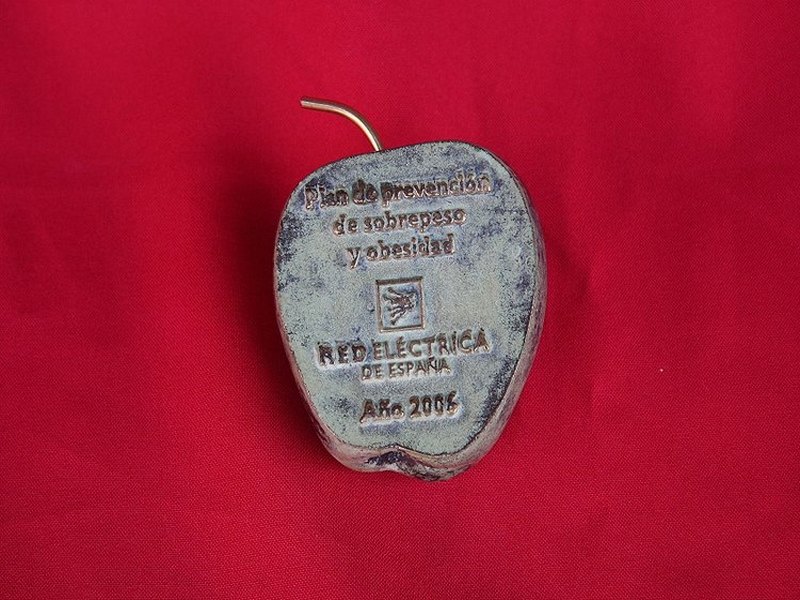 Plan de prevención
de sobrepeso
y obesidad
RED ELÉCTRICA
DE ESPAÑA
Año 2006